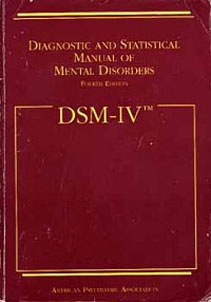 DIAGNOSTIC AND STATISTICAL
MANUAL OF
MENTAL DISORDERS
FOURTH EDITION
DSM-IV™
AMERICAN PSYCHIATRIC ASSOCIATION